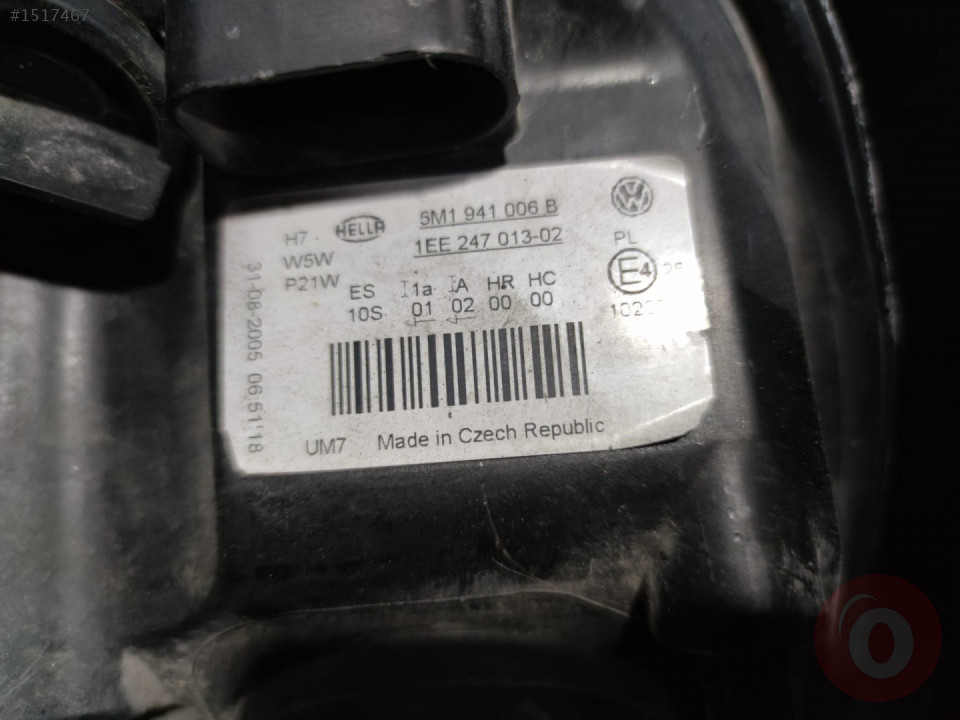 #1517467
H7 HELLA 5M1 941 006 B
W5W 1EE 247 013-02 PL
P21W ES 1a A HR HC E4
10S 01 02 00 00
31-08-2005 06:51:18
UM7 Made in Czech Republic